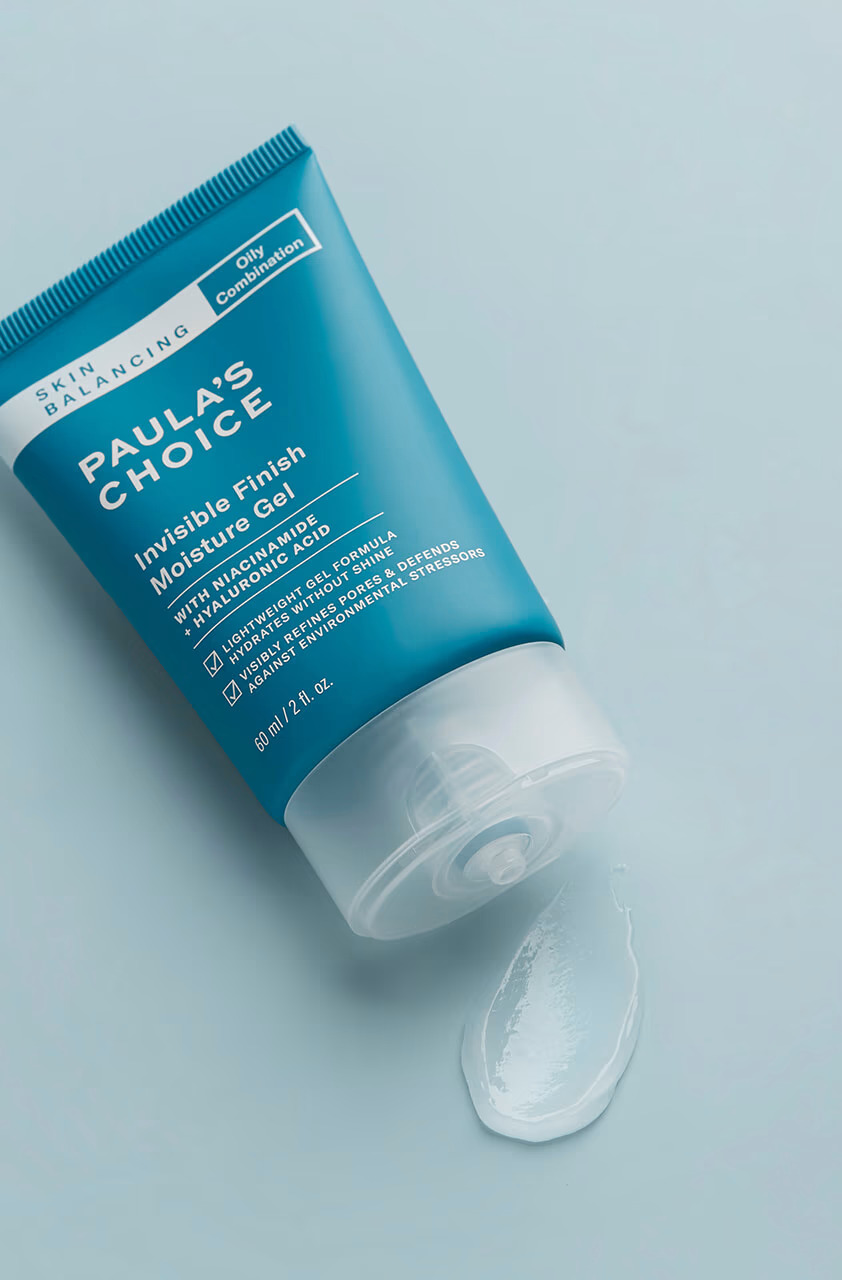 Oily
Combination
SKIN
BALANCING
PAULA'S
CHOICE
Invisible Finish
Moisture Gel
WITH NIACINAMIDE
+ HYALURONIC ACID
LIGHTWEIGHT GEL FORMULA
HYDRATES WITHOUT SHINE
VISIBLY REFINES PORES & DEFENDS
AGAINST ENVIRONMENTAL STRESSORS
60 ml / 2 fl. oz.